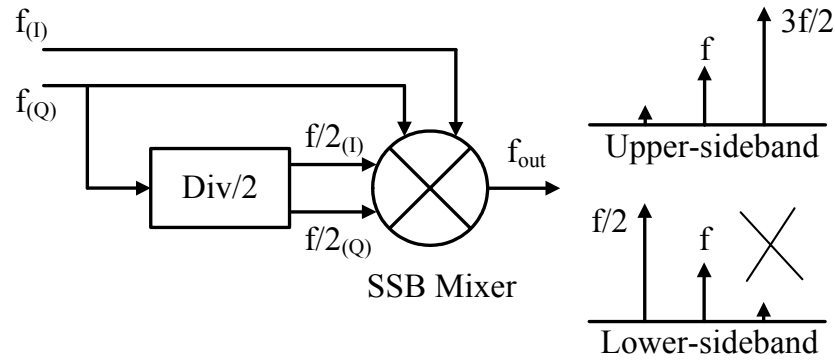 f(I)
f(Q)
Div/2
f/2(I)
f/2(Q)
fout
SSB Mixer
f
3f/2
Upper-sideband
f/2
f
Lower-sideband